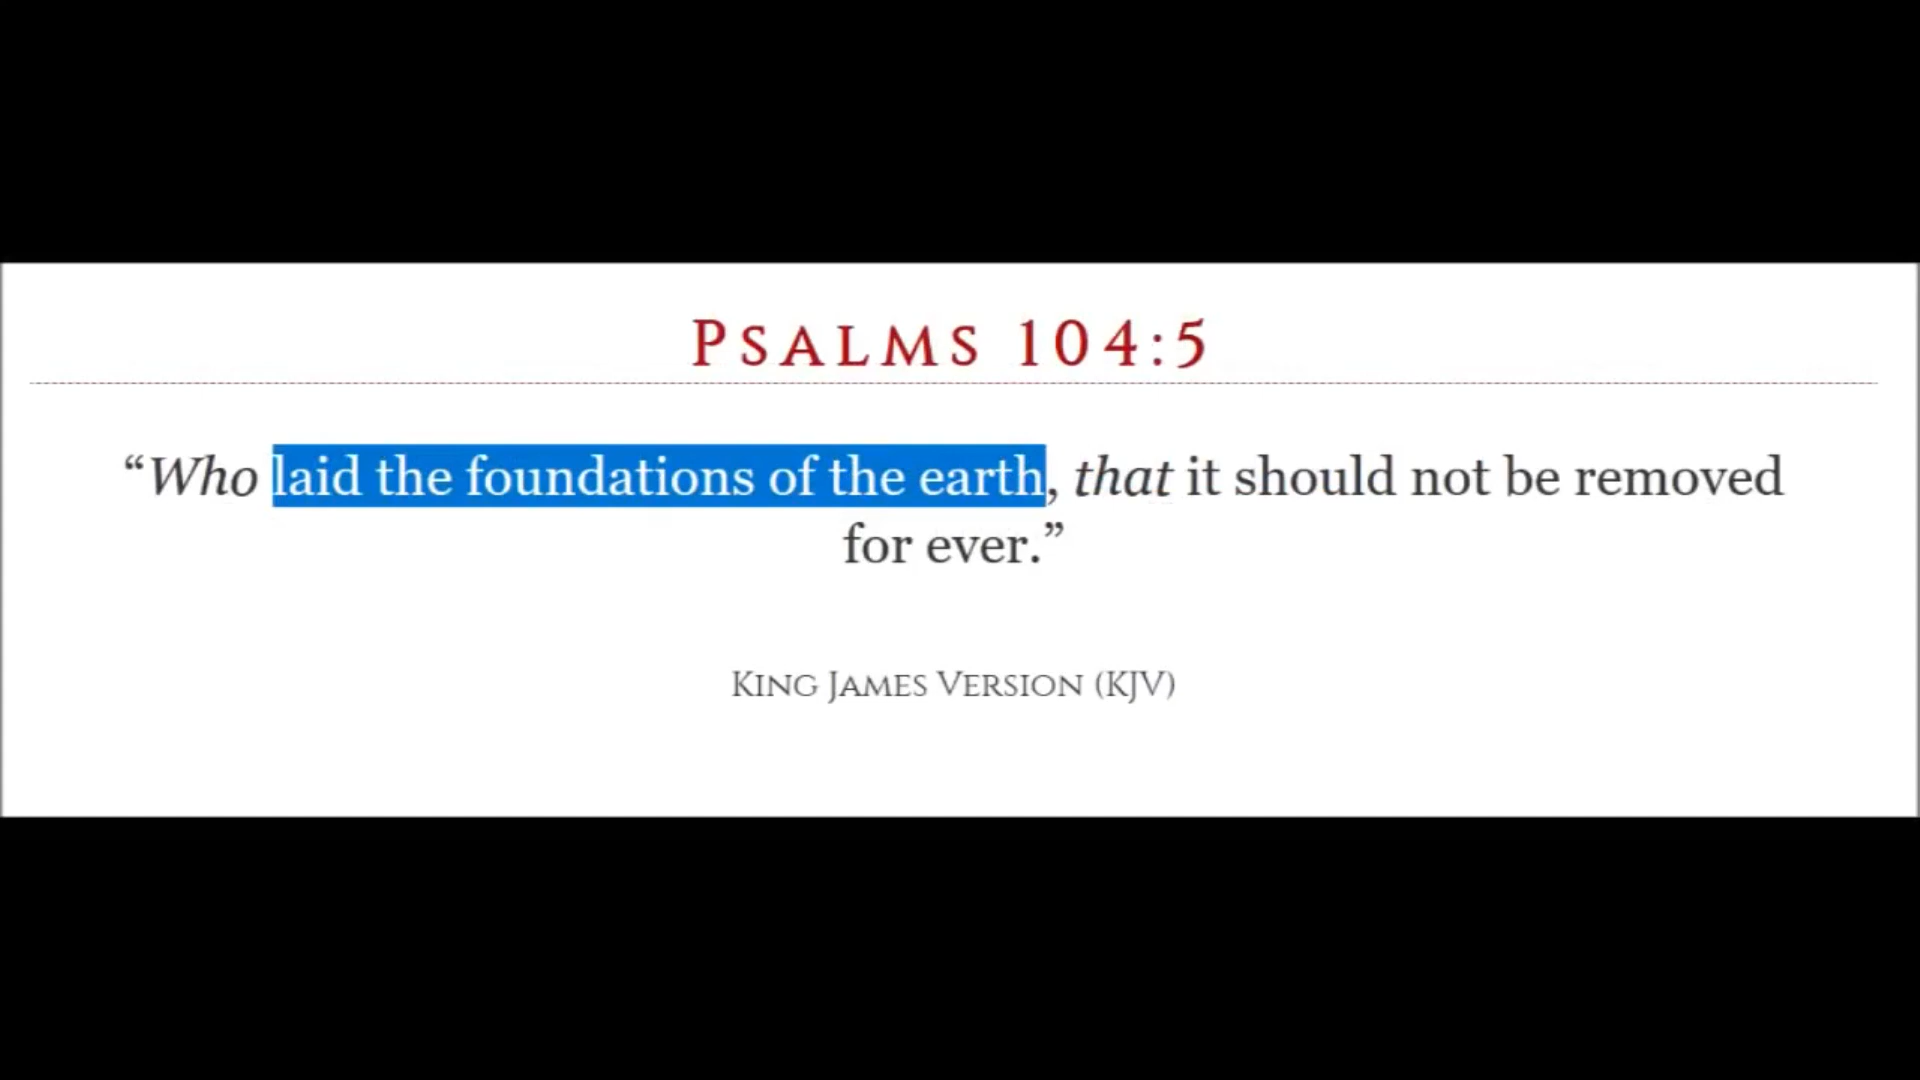 PSALMS 104:5
“Who laid the foundations of the earth, that it should not be removed
for ever.”
KING JAMES VERSION (KJV)